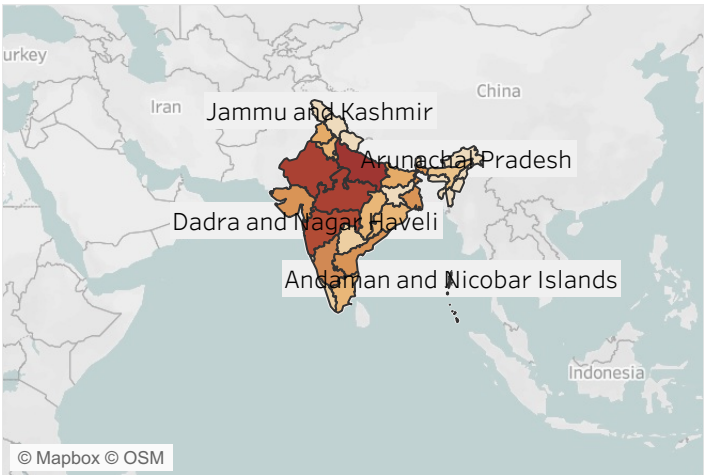 urkey
China
Iran
Jammu and Kashmir
Arunachal Pradesh
Dadra and Nagar Haveli
Andaman and Nicobar Islands
Indonesia
© Mapbox © OSM